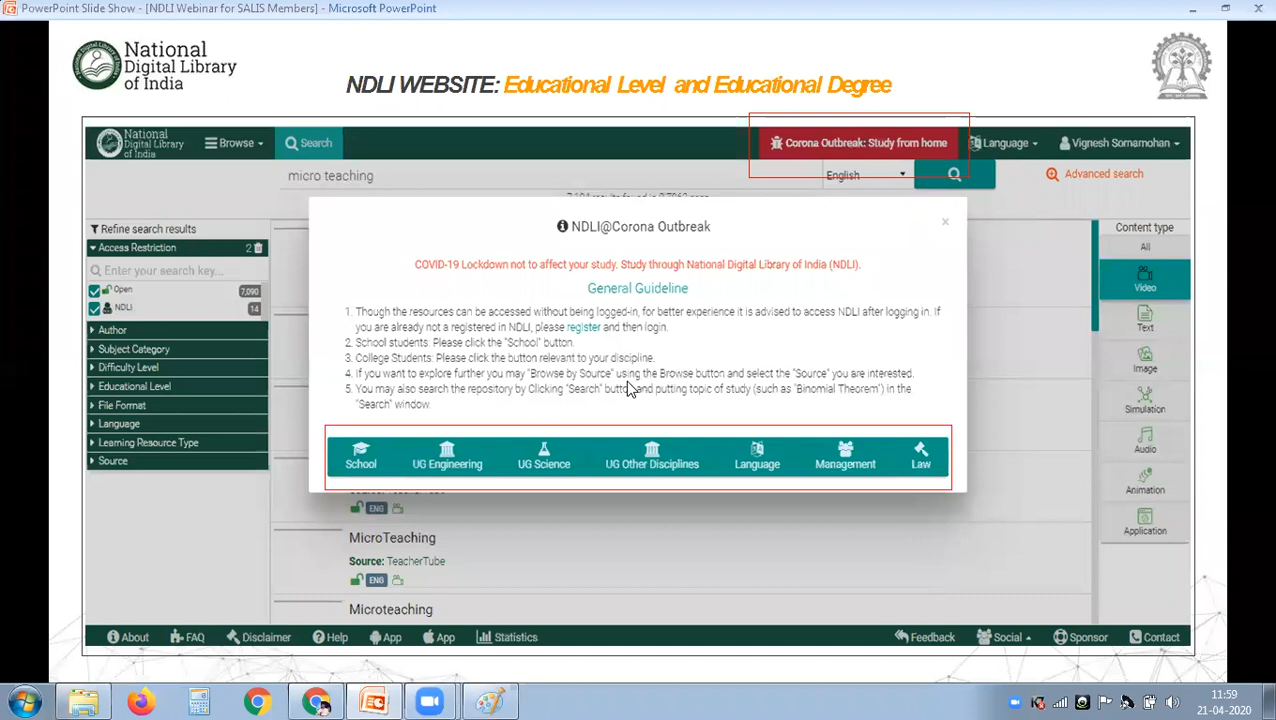 PowerPoint Slide Show - [NDLI Webinar for SALIS Members] - Microsoft PowerPoint
National
Digital Library
of India
NDLI WEBSITE: Educational Level and Educational Degree
National
Digital Library
of India
Browse
Search
Corona Outbreak: Study from home
Language
Vignesh Sornamohan
micro teaching
English
Advanced search
Refine search results
Access Restriction 2
Enter your search key...
Open 7,090
NDLI 14
Author
Subject Category
Difficulty Level
Educational Level
File Format
Language
Learning Resource Type
Source
NDLI@Corona Outbreak
×
COVID-19 Lockdown not to affect your study. Study through National Digital Library of India (NDLI).
General Guideline
1. Though the resources can be accessed without being logged-in, for better experience it is advised to access NDLI after logging in. If
you are already not a registered in NDLI, please register and then login.
2. School students: Please click the "School" button.
3. College Students: Please click the button relevant to your discipline.
4. If you want to explore further you may "Browse by Source" using the Browse button and select the "Source" you are interested.
5. You may also search the repository by Clicking "Search" button and putting topic of study (such as "Binomial Theorem") in the
"Search" window.
School
UG Engineering
UG Science
UG Other Disciplines
Language
Management
Law
ENG
MicroTeaching
Source: TeacherTube
ENG
Microteaching
Content type
All
Video
Text
Image
Simulation
Audio
Animation
Application
About
FAQ
Disclaimer
Help
App
App
Statistics
Feedback
Social
Sponsor
Contact
11:59
21-04-2020